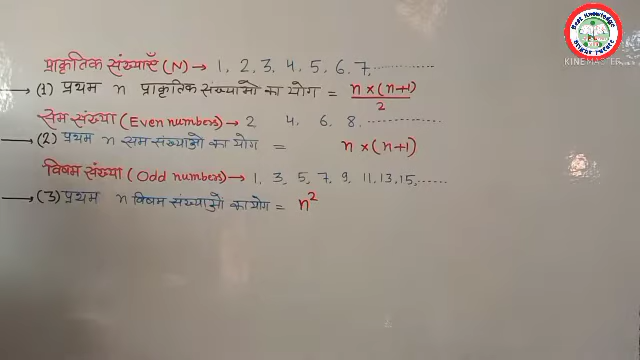 प्राकृतिक संख्याएँ (N) → 1, 2, 3, 4, 5, 6, 7, ..............
→ (1) प्रथम n प्राकृतिक संख्याओ का योग = n × (n+1) / 2
सम संख्या (Even numbers) → 2 4, 6, 8, ................
→ (2) प्रथम n सम संख्याओ का योग = n × (n+1)
विषम संख्या (Odd numbers) → 1, 3, 5, 7, 9, 11, 13, 15, ......
→ (3) प्रथम n विषम संख्याओ का योग = n²
KINEMASTER